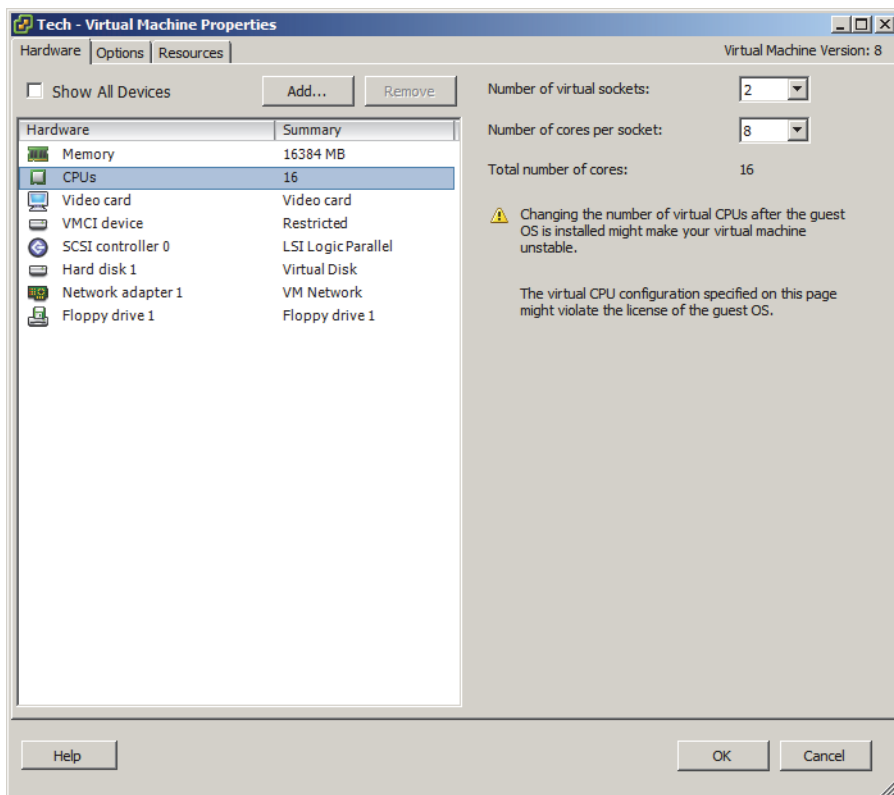 Tech - Virtual Machine Properties
Hardware Options Resources Virtual Machine Version: 8
Show All Devices Add... Remove
Hardware Summary
Memory 16384 MB
CPUs 16
Video card Video card
VMCI device Restricted
SCSI controller 0 LSI Logic Parallel
Hard disk 1 Virtual Disk
Network adapter 1 VM Network
Floppy drive 1 Floppy drive 1
Number of virtual sockets: 2
Number of cores per socket: 8
Total number of cores: 16
Changing the number of virtual CPUs after the guest
OS is installed might make your virtual machine
unstable.
The virtual CPU configuration specified on this page
might violate the license of the guest OS.
Help OK Cancel